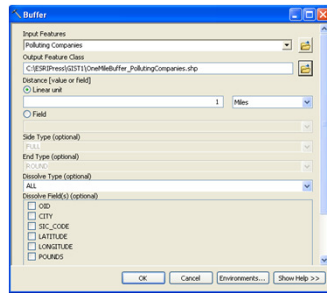 Buffer
Input Features
Polluting Companies
Output Feature Class
C:\ESRIPress\GIST1\OneMileBuffer_PollutingCompanies.shp
Distance [value or field]
Linear unit
1 Miles
Field
Side Type (optional)
FULL
End Type (optional)
ROUND
Dissolve Type (optional)
ALL
Dissolve Field(s) (optional)
OID
CITY
SIC_CODE
LATITUDE
LONGITUDE
POUNDS
OK Cancel Environments... Show Help >>